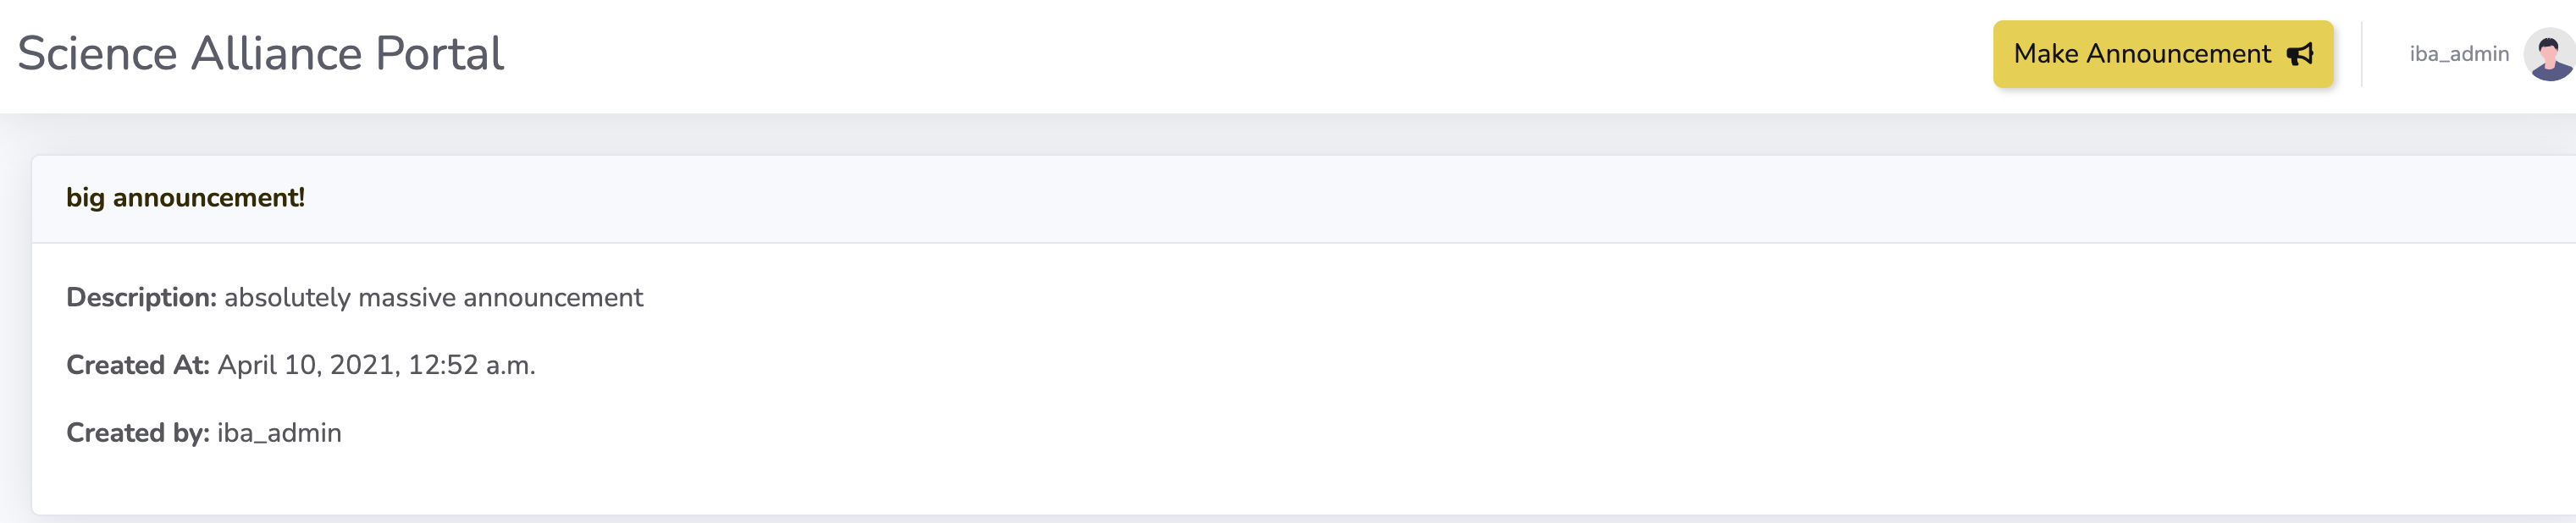 Science Alliance Portal
Make Announcement
iba_admin
big announcement!
Description: absolutely massive announcement
Created At: April 10, 2021, 12:52 a.m.
Created by: iba_admin